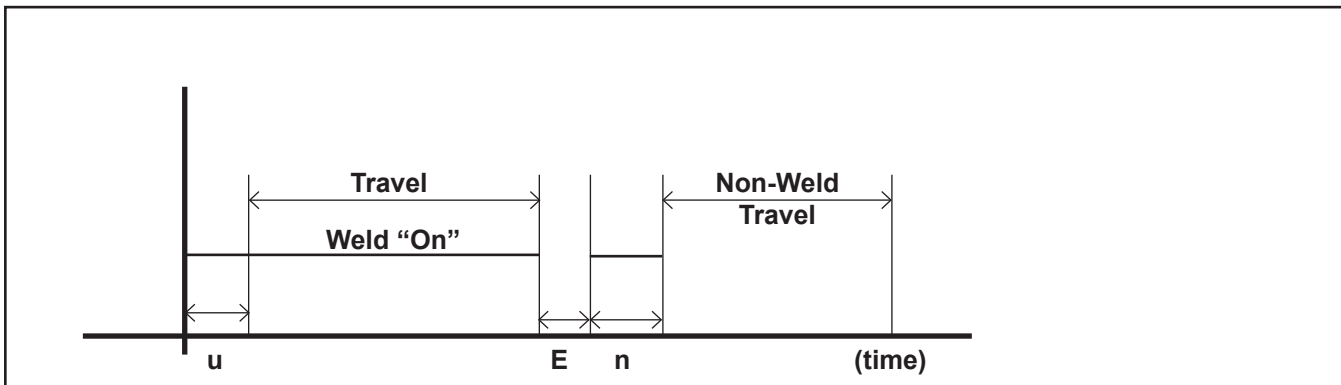 Travel
Non-Weld
Travel
Weld “On”
u
E
n
(time)